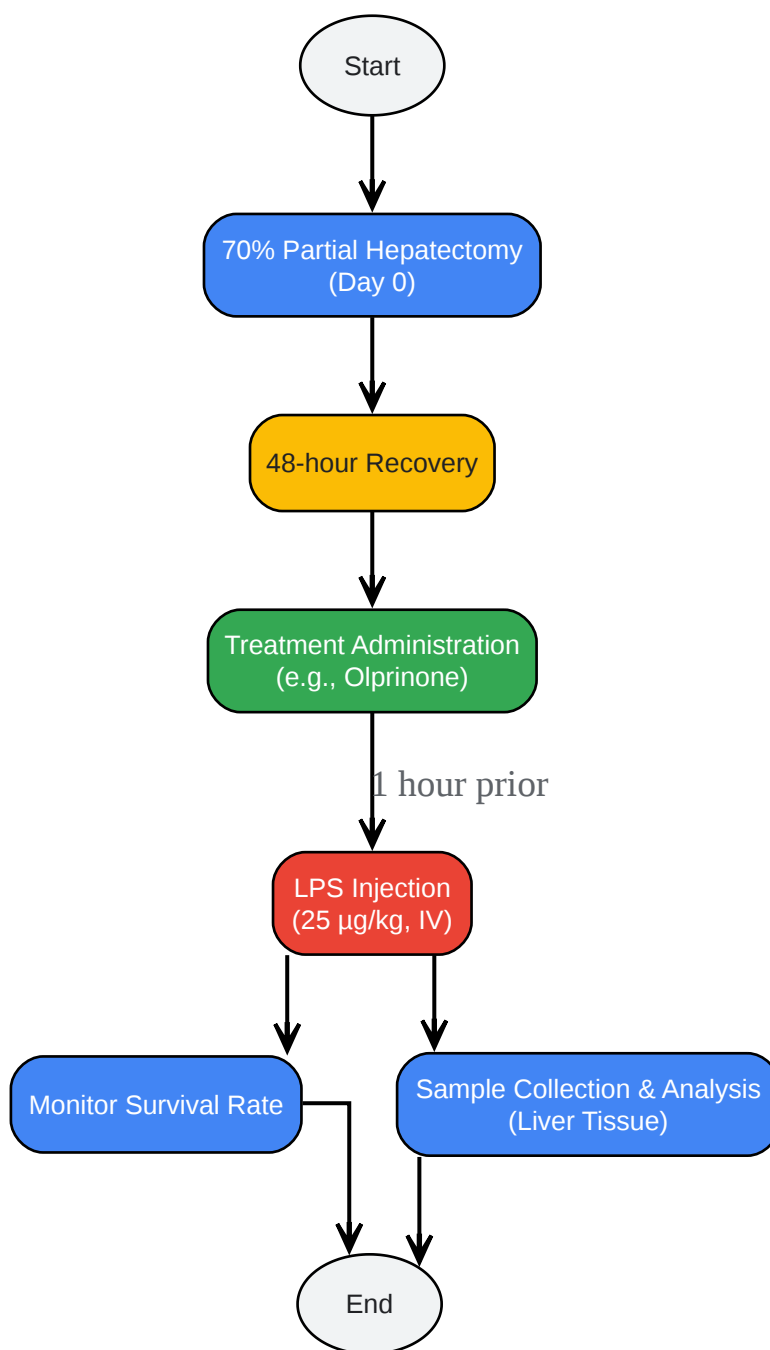 Start
70% Partial Hepatectomy
(Day 0)
48-hour Recovery
Treatment Administration
(e.g., Olprinone)
1 hour prior
LPS Injection
(25 µg/kg, IV)
Monitor Survival Rate
Sample Collection & Analysis
(Liver Tissue)
End